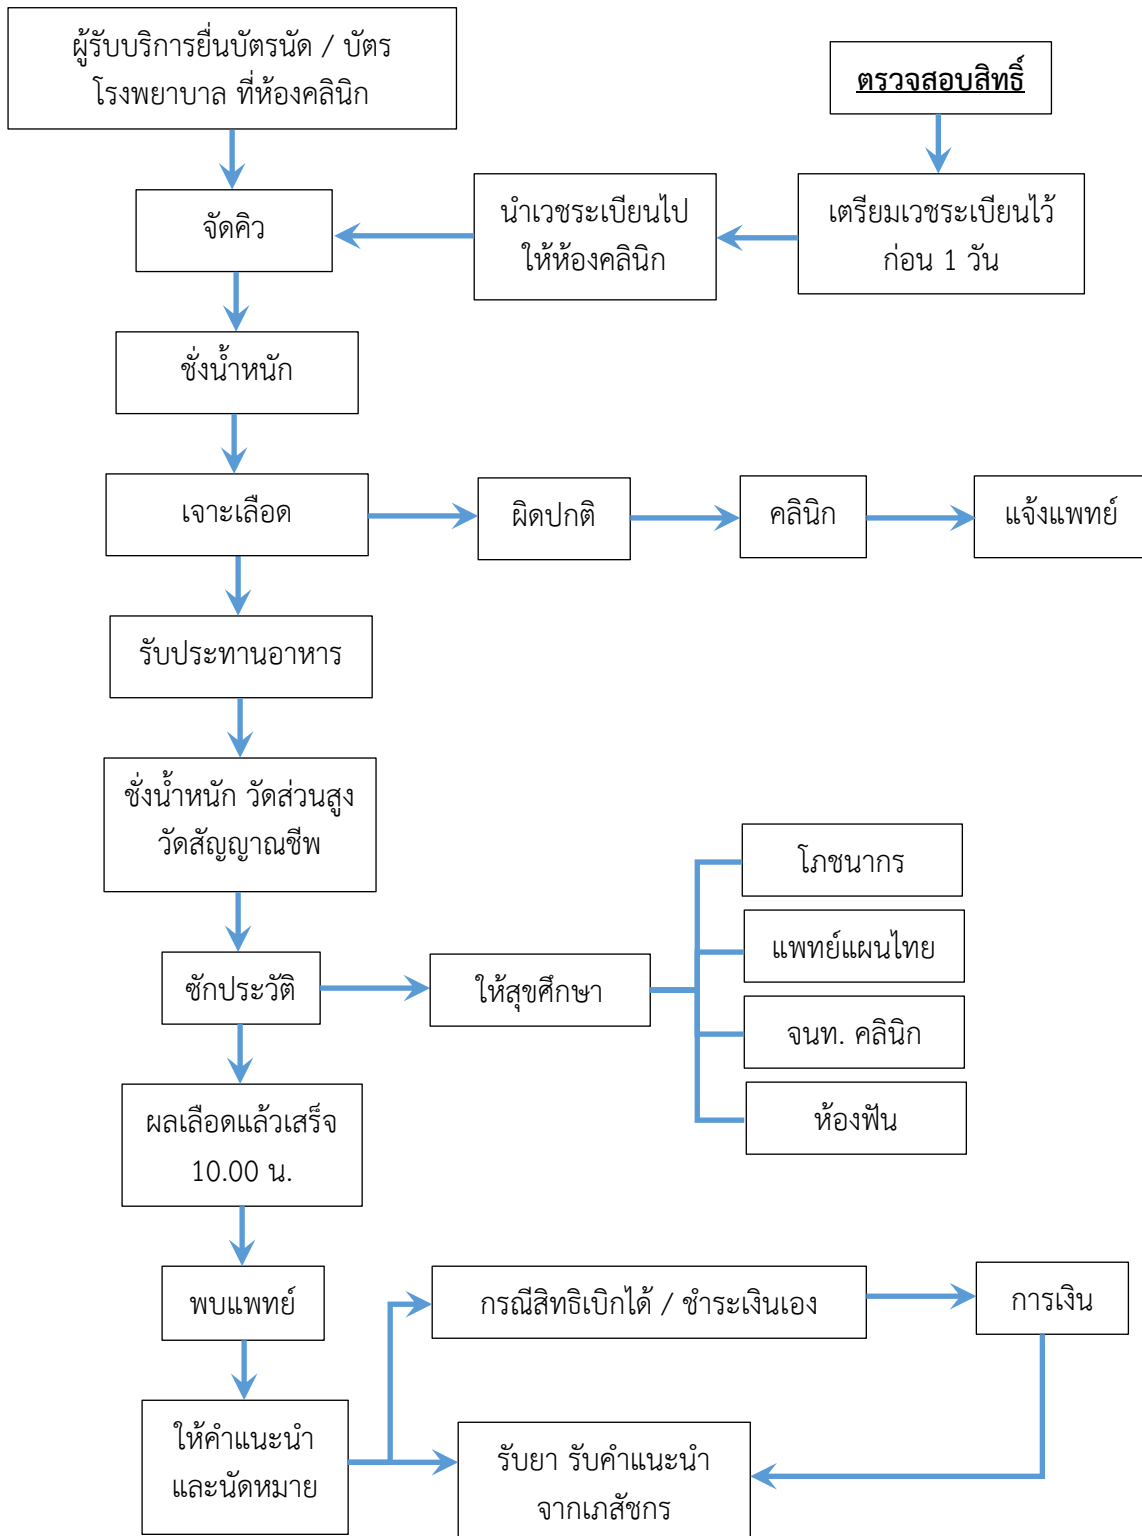 ผู้รับบริการยื่นบัตรนัด / บัตร
โรงพยาบาล ที่ห้องคลินิก
ตรวจสอบสิทธิ์
จัดคิว
นำเวชระเบียนไป
ให้ห้องคลินิก
เตรียมเวชระเบียนไว้
ก่อน 1 วัน
ชั่งน้ำหนัก
เจาะเลือด
ผิดปกติ
คลินิก
แจ้งแพทย์
รับประทานอาหาร
ชั่งน้ำหนัก วัดส่วนสูง
วัดสัญญาณชีพ
โภชนากร
แพทย์แผนไทย
ซักประวัติ
ให้สุขศึกษา
จนท. คลินิก
ห้องฟัน
ผลเลือดแล้วเสร็จ
10.00 น.
พบแพทย์
กรณีสิทธิเบิกได้ / ชำระเงินเอง
การเงิน
ให้คำแนะนำ
และนัดหมาย
รับยา รับคำแนะนำ
จากเภสัชกร